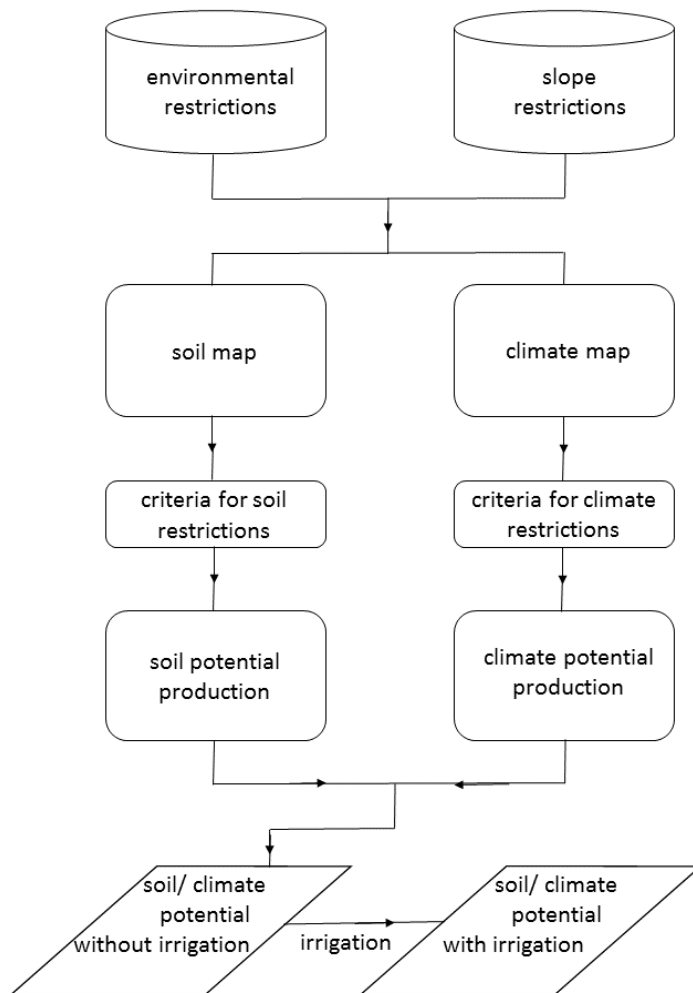 environmental
restrictions
slope
restrictions
soil map
climate map
criteria for soil
restrictions
criteria for climate
restrictions
soil potential
production
climate potential
production
soil/ climate
potential
without irrigation
irrigation
soil/ climate
potential
with irrigation